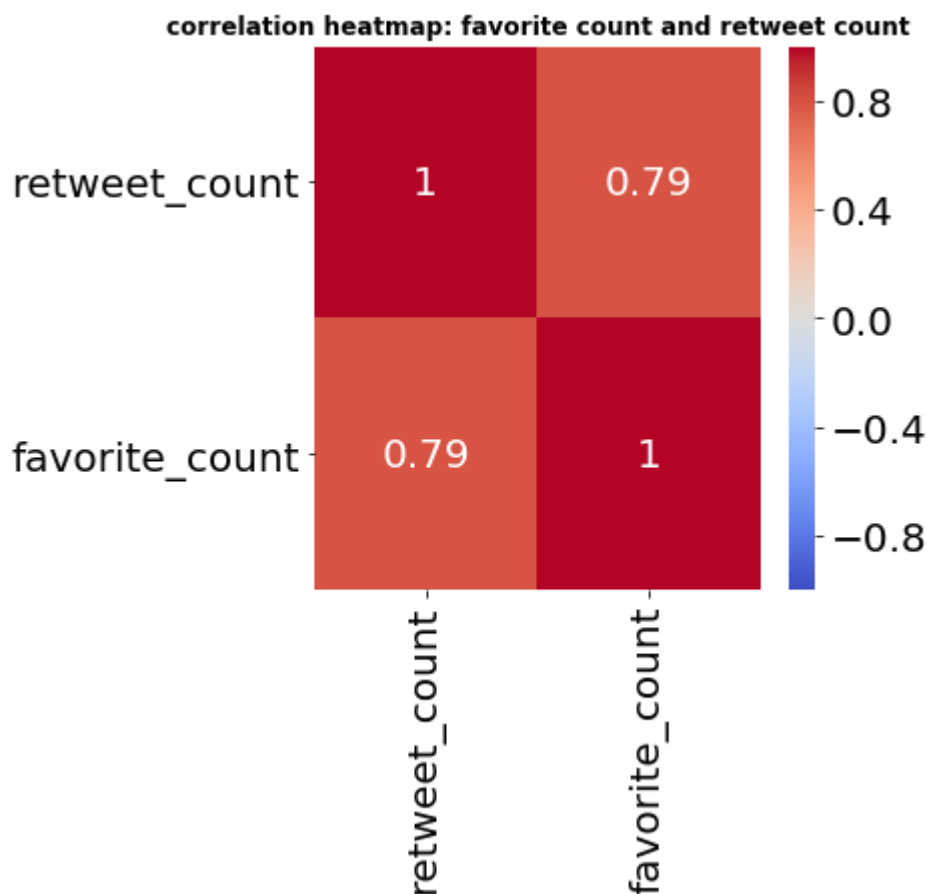 correlation heatmap: favorite count and retweet count
retweet_count
1
0.79
favorite_count
0.79
1
retweet_count
favorite_count
0.8
0.4
0.0
−0.4
−0.8